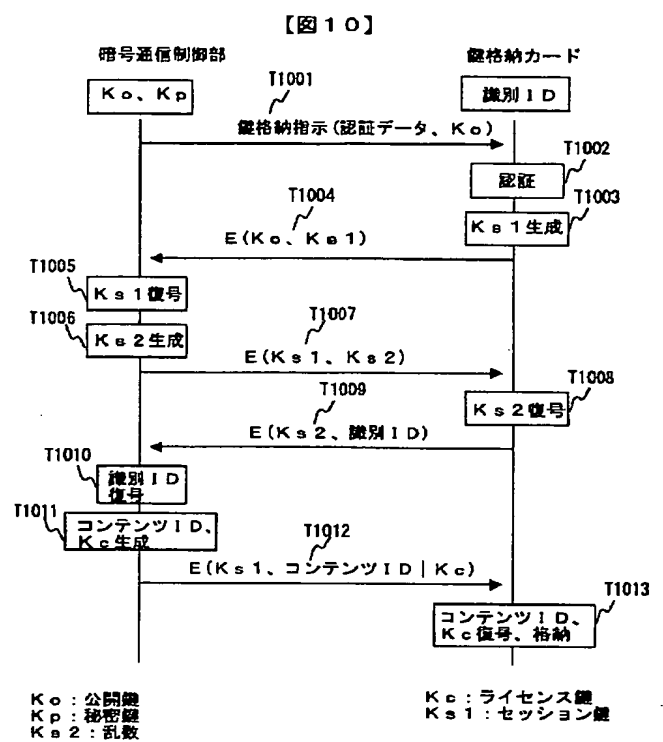 【図１０】
暗号通信制御部
鍵格納カード
Ｋｏ、Ｋｐ
T1001
識別ＩＤ
鍵格納指示(認証データ、Ｋｏ)
T1002
認証
T1004
T1003
Ｋｓ１生成
Ｅ(Ｋｏ、Ｋｓ１)
T1005
Ｋｓ１復号
T1006
T1007
Ｋｓ２生成
Ｅ(Ｋｓ１、Ｋｓ２)
T1008
T1009
Ｋｓ２復号
Ｅ(Ｋｓ２、識別ＩＤ)
T1010
識別ＩＤ
復号
T1011
コンテンツＩＤ、
Ｋｃ生成
T1012
Ｅ(Ｋｓ１、コンテンツＩＤ｜Ｋｃ)
T1013
コンテンツＩＤ、
Ｋｃ復号、格納
Ｋｏ：公開鍵
Ｋｐ：秘密鍵
Ｋｓ２：乱数
Ｋｃ：ライセンス鍵
Ｋｓ１：セッション鍵